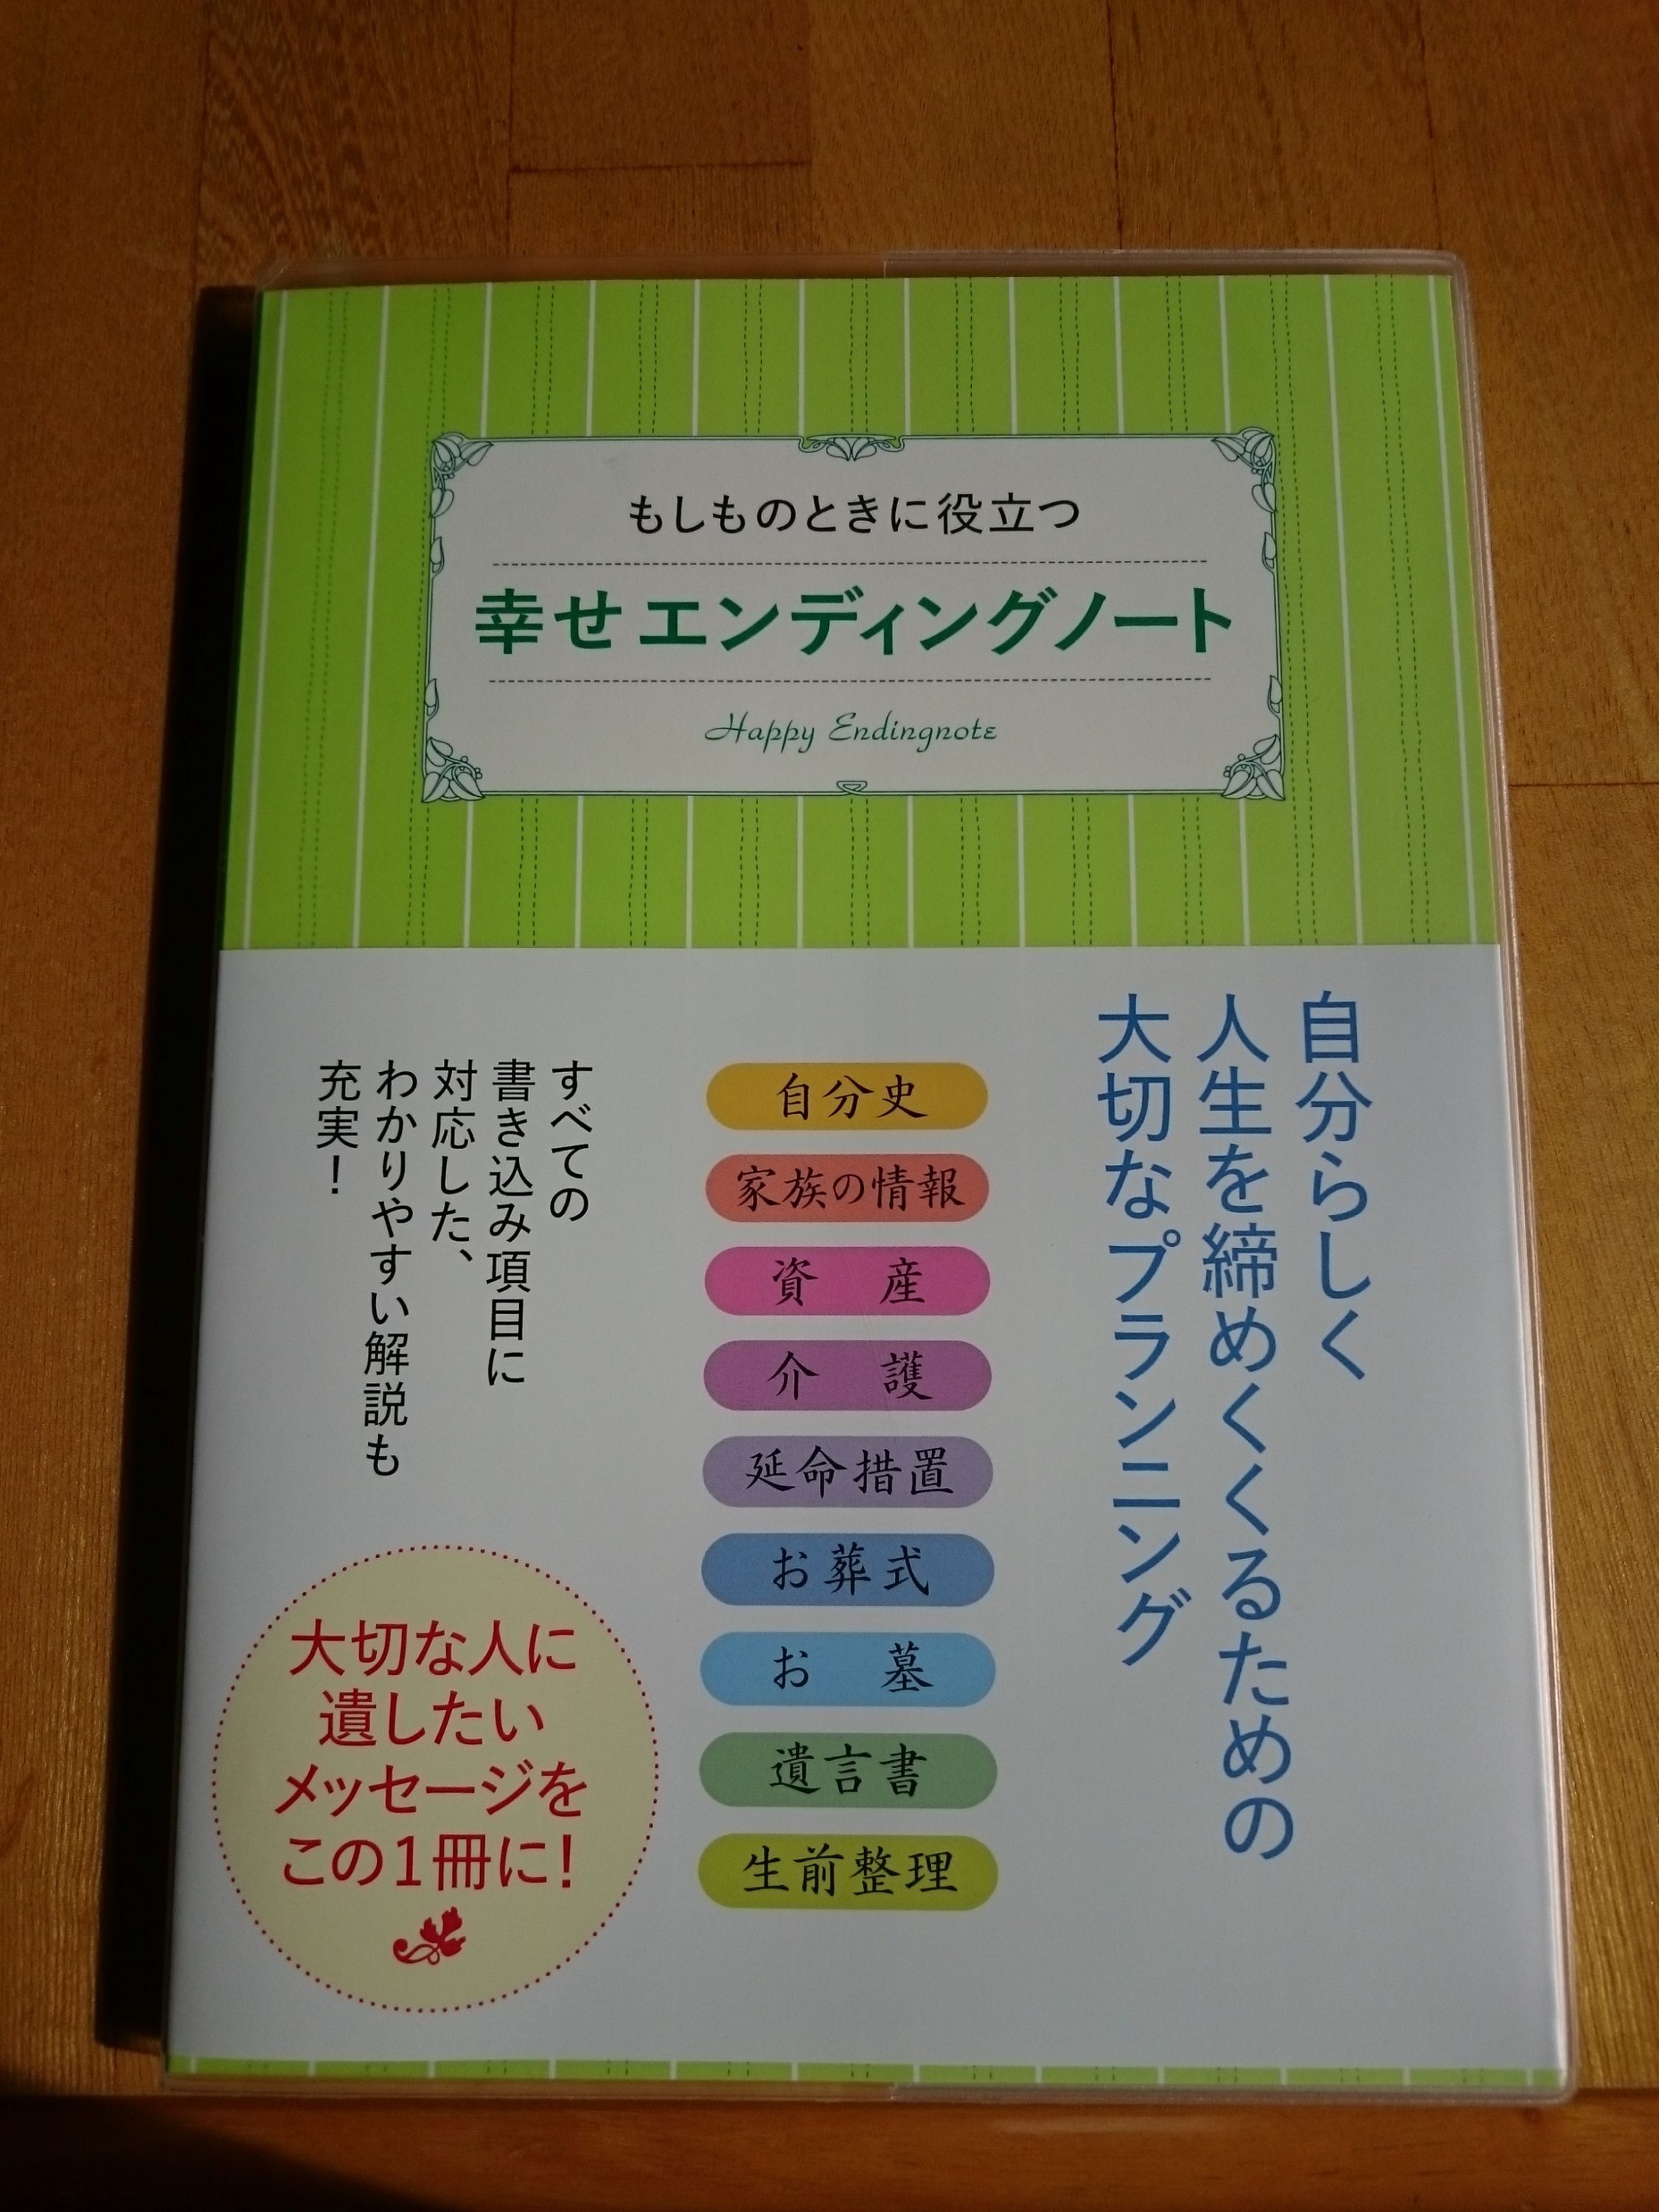 もしものときに役立つ
幸せエンディングノート
Happy Endingnote
自分らしく
人生を締めくくるための
大切なプランニング
自分史
家族の情報
資産
介護
延命措置
お葬式
お墓
遺言書
生前整理
すべての
書き込み項目に
対応した、
わかりやすい解説も
充実！
大切な人に
遺したい
メッセージを
この1冊に！